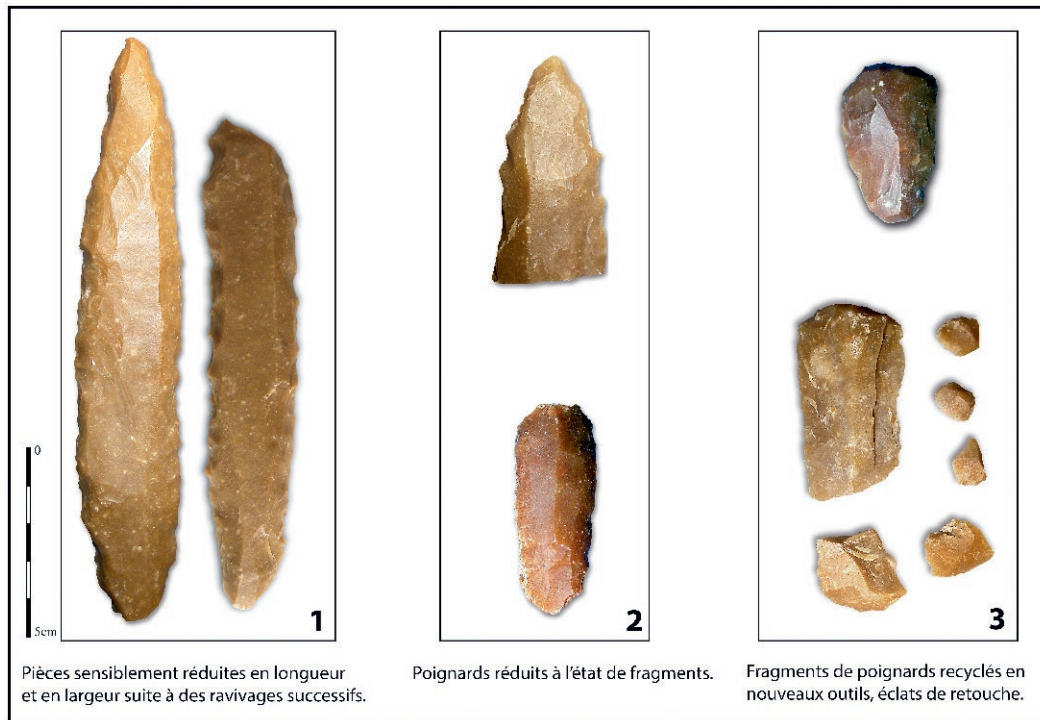 0
5cm
1
2
3
Pièces sensiblement réduites en longueur
et en largeur suite à des ravivages successifs.
Poignards réduits à l'état de fragments.
Fragments de poignards recyclés en
nouveaux outils, éclats de retouche.